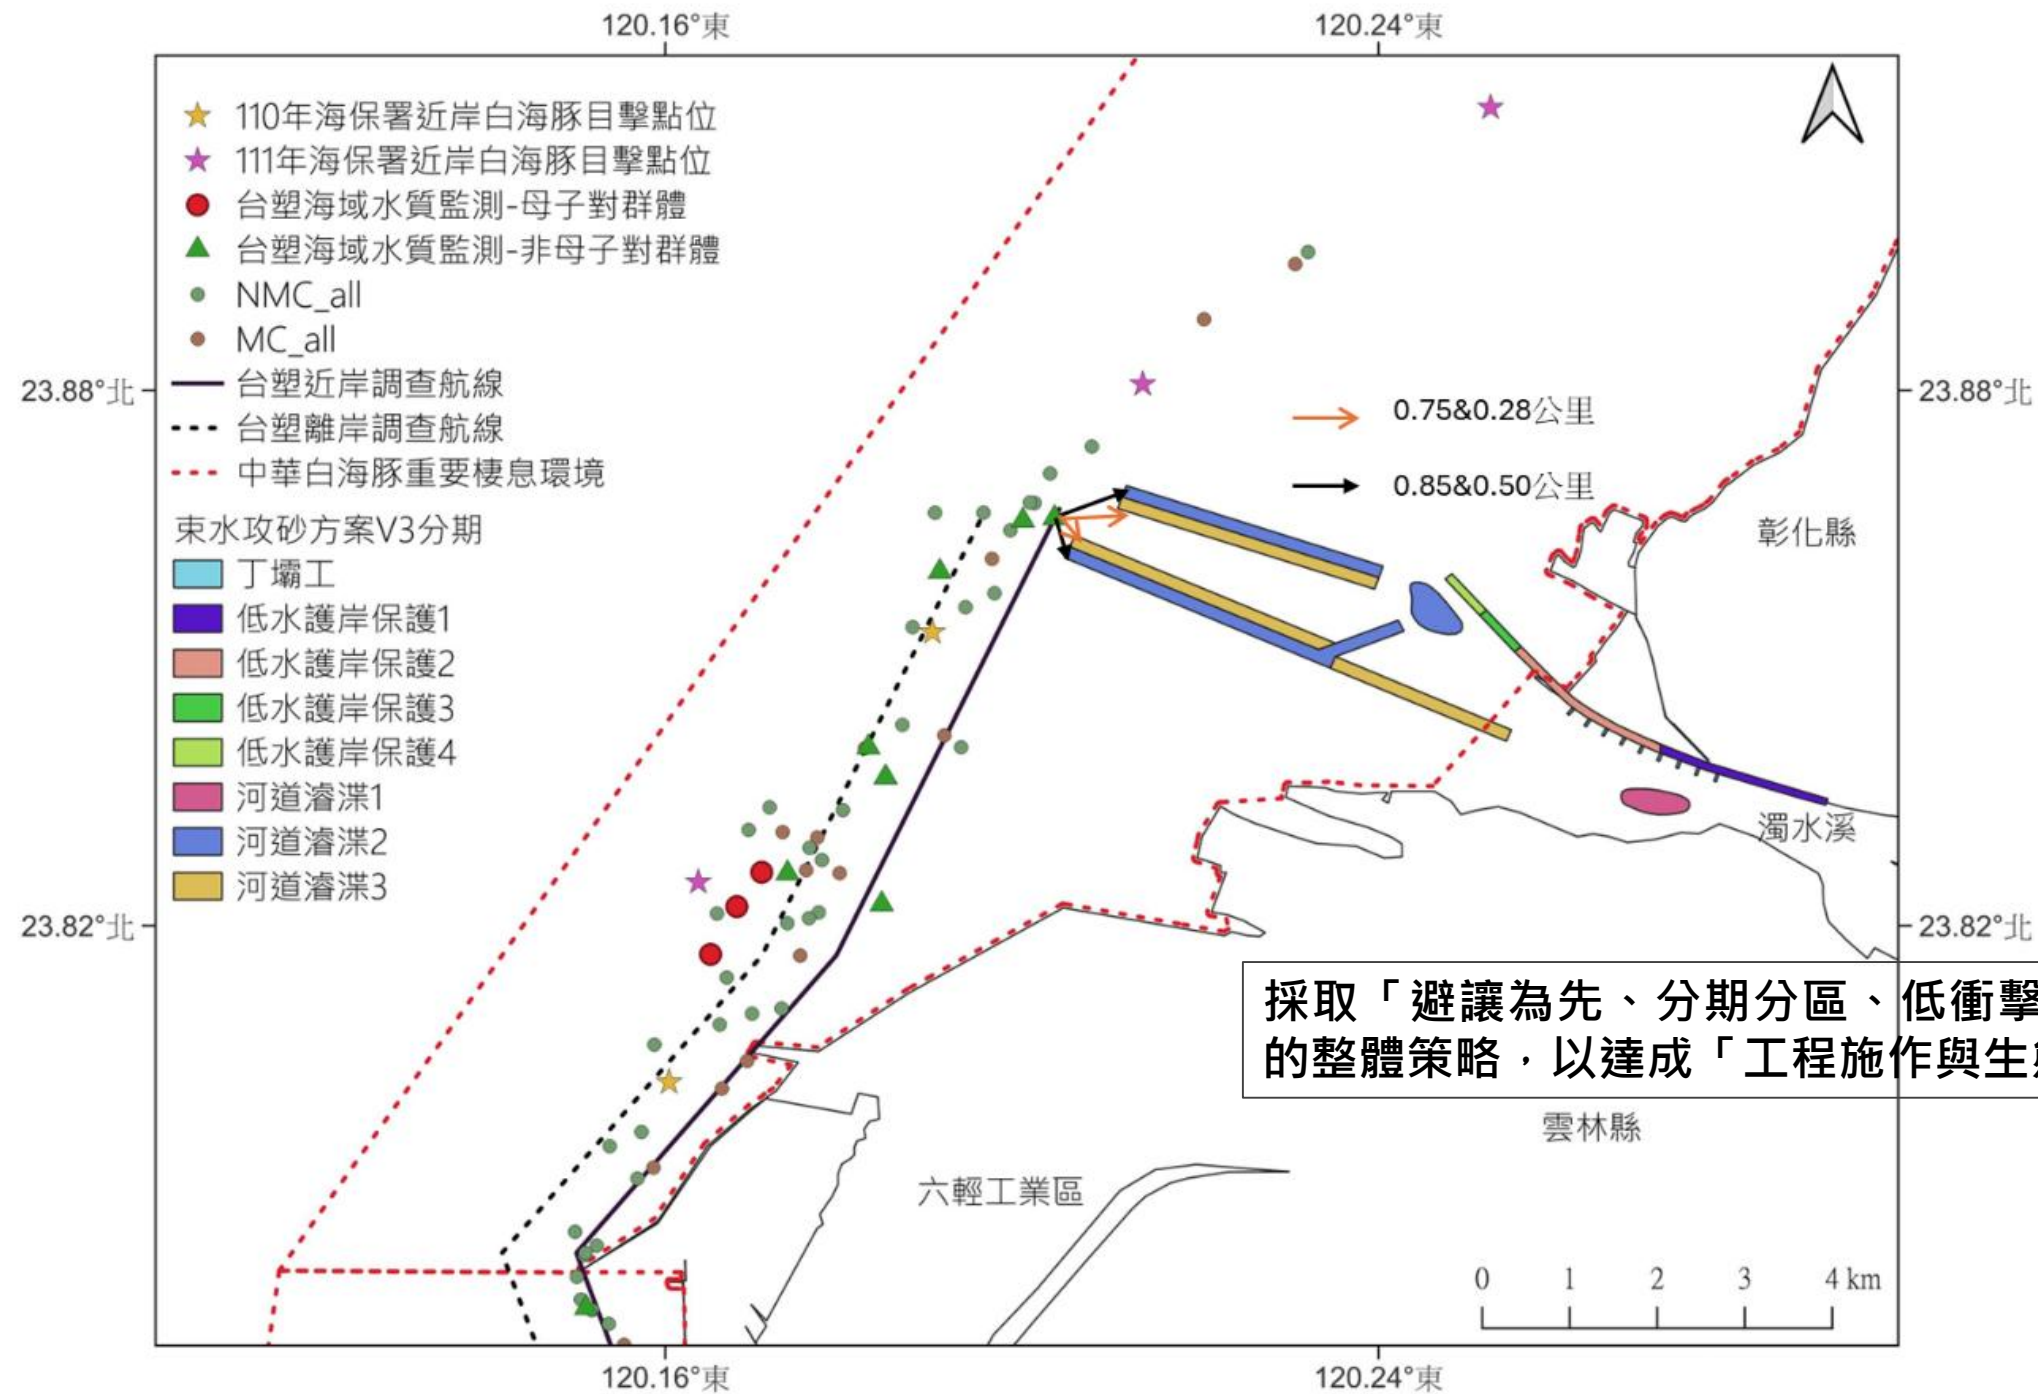 120.16°東
120.24°東
110年海保署近岸白海豚目擊點位
111年海保署近岸白海豚目擊點位
台塑海域水質監測-母子對群體
台塑海域水質監測-非母子對群體
NMC_all
MC_all
台塑近岸調查航線
台塑離岸調查航線
中華白海豚重要棲息環境
束水攻砂方案V3分期
丁壩工
低水護岸保護1
低水護岸保護2
低水護岸保護3
低水護岸保護4
河道濬渫1
河道濬渫2
河道濬渫3
23.88°北
23.88°北
0.75&0.28公里
0.85&0.50公里
彰化縣
濁水溪
23.82°北
23.82°北
採取「避讓為先、分期分區、低衝擊
的整體策略，以達成「工程施作與生
雲林縣
六輕工業區
0 1 2 3 4 km
120.16°東
120.24°東